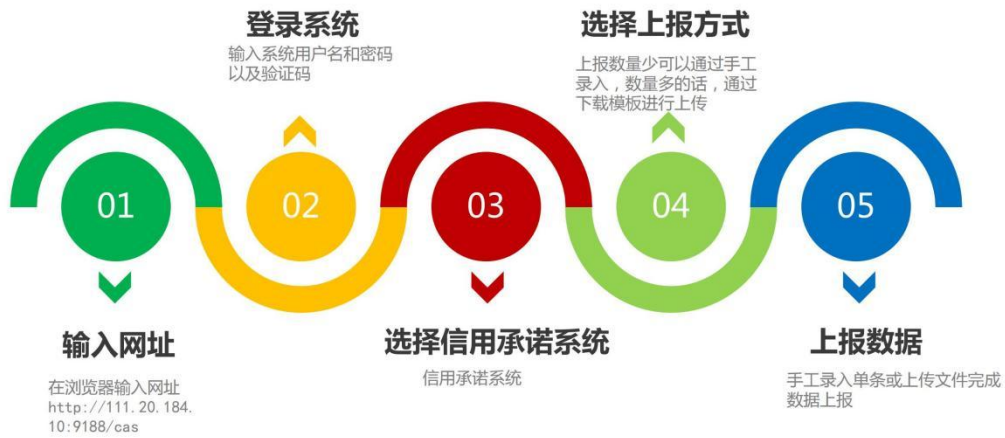 登录系统
输入系统用户名和密码
以及验证码
选择上报方式
上报数量少可以通过手工
录入，数量多的话，通过
下载模板进行上传
01
02
03
04
05
输入网址
在浏览器输入网址
http://111.20.184.
10:9188/cas
选择信用承诺系统
信用承诺系统
上报数据
手工录入单条或上传文件完成
数据上报